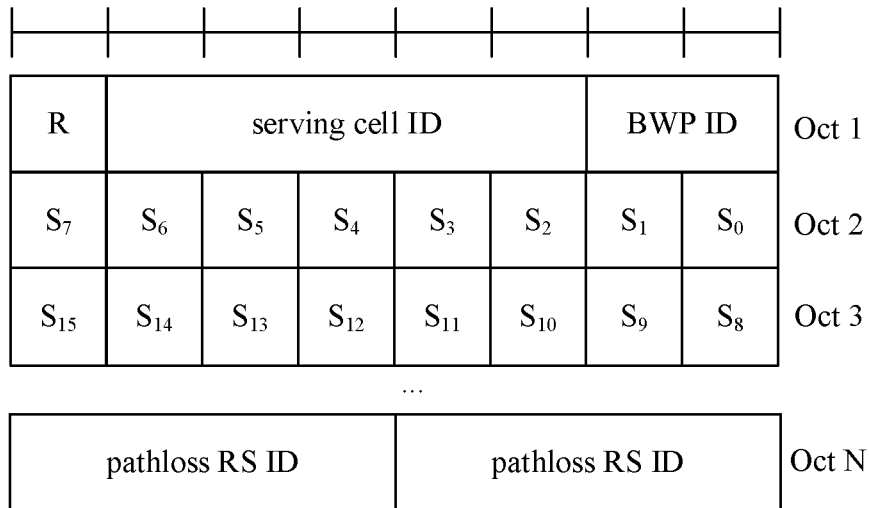 R serving cell ID BWP ID Oct 1
S₇ S₆ S₅ S₄ S₃ S₂ S₁ S₀ Oct 2
S₁₅ S₁₄ S₁₃ S₁₂ S₁₁ S₁₀ S₉ S₈ Oct 3
...
pathloss RS ID pathloss RS ID Oct N